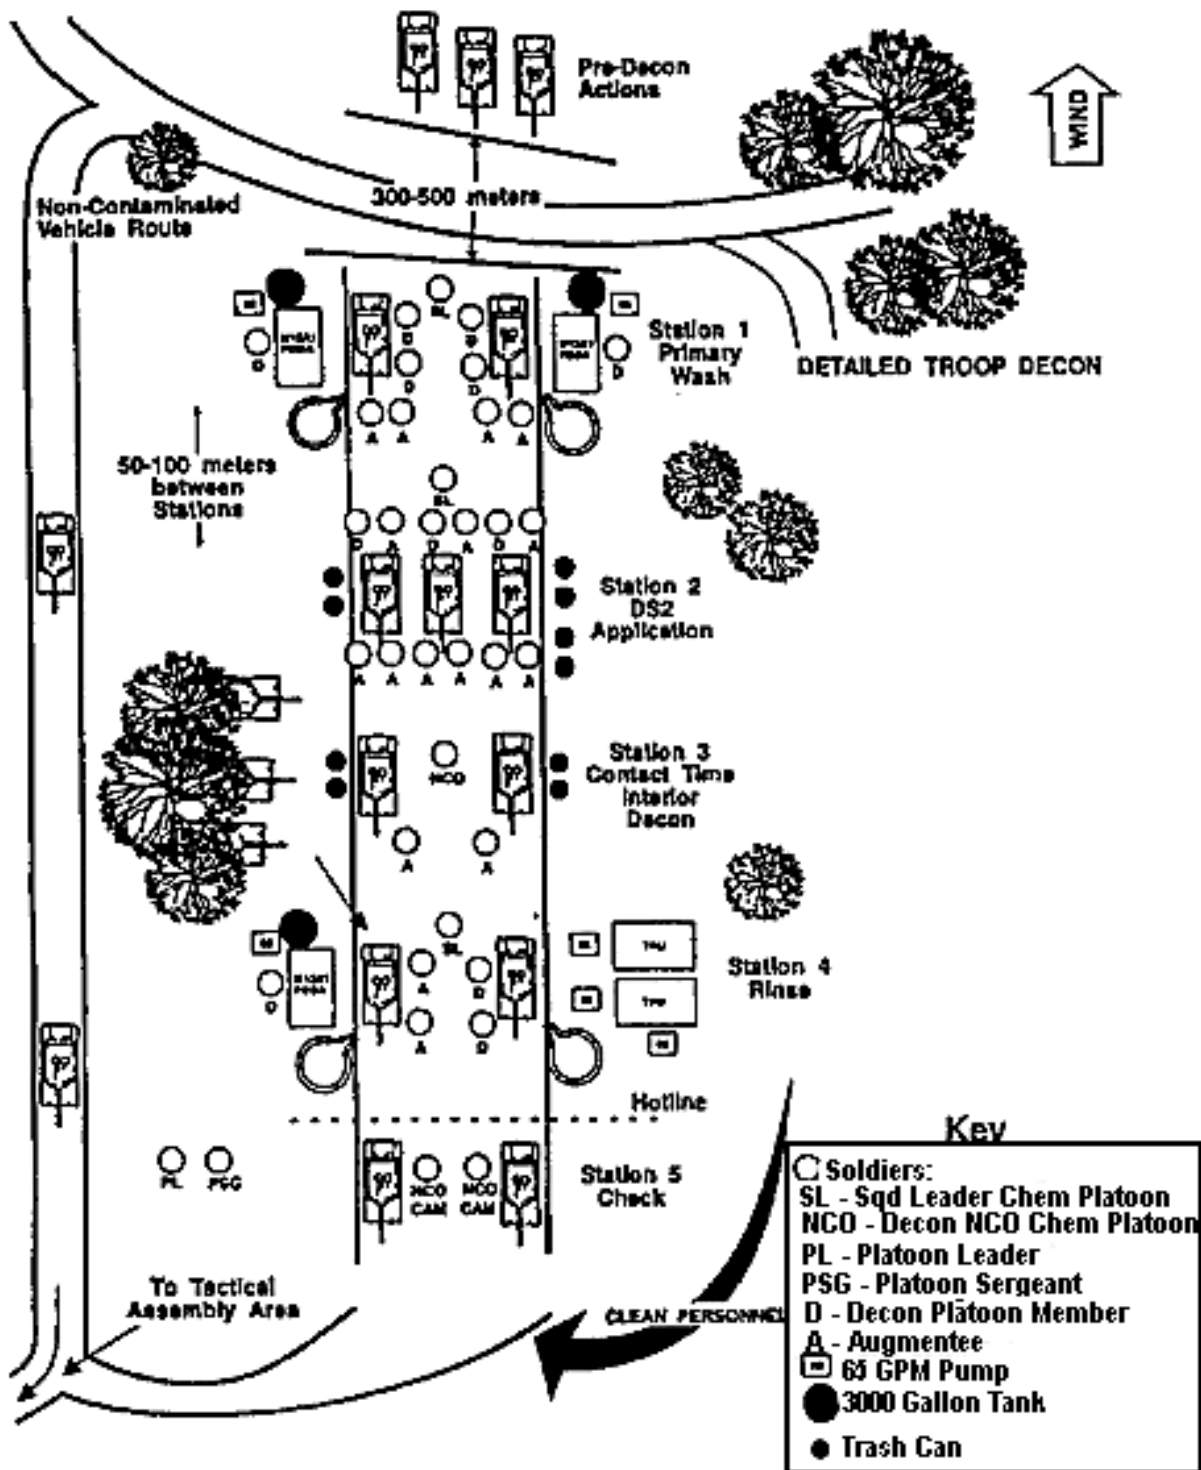 Pre-Decon
Actions
WIND
300-500 meters
Non-Contaminated
Vehicle Route
SL
D
D
Station 1
Primary
Wash
D
D
D
D
DETAILED TROOP DECON
A
A
A
A
50-100 meters
between
Stations
SL
D
A
D
A
D
A
Station 2
DS2
Application
A
A
A
A
A
A
Station 3
Contact Time
Interior
Decon
NCO
A
A
SL
TPU
TPU
Station 4
Rinse
D
A
D
A
D
Hotline
PL
PSG
NCO
CAM
NCO
CAM
Station 5
Check
To Tactical
Assembly Area
CLEAN PERSONNEL
Key
Soldiers:
SL - Sqd Leader Chem Platoon
NCO - Decon NCO Chem Platoon
PL - Platoon Leader
PSG - Platoon Sergeant
D - Decon Platoon Member
A - Augmentee
65 GPM Pump
3000 Gallon Tank
Trash Can